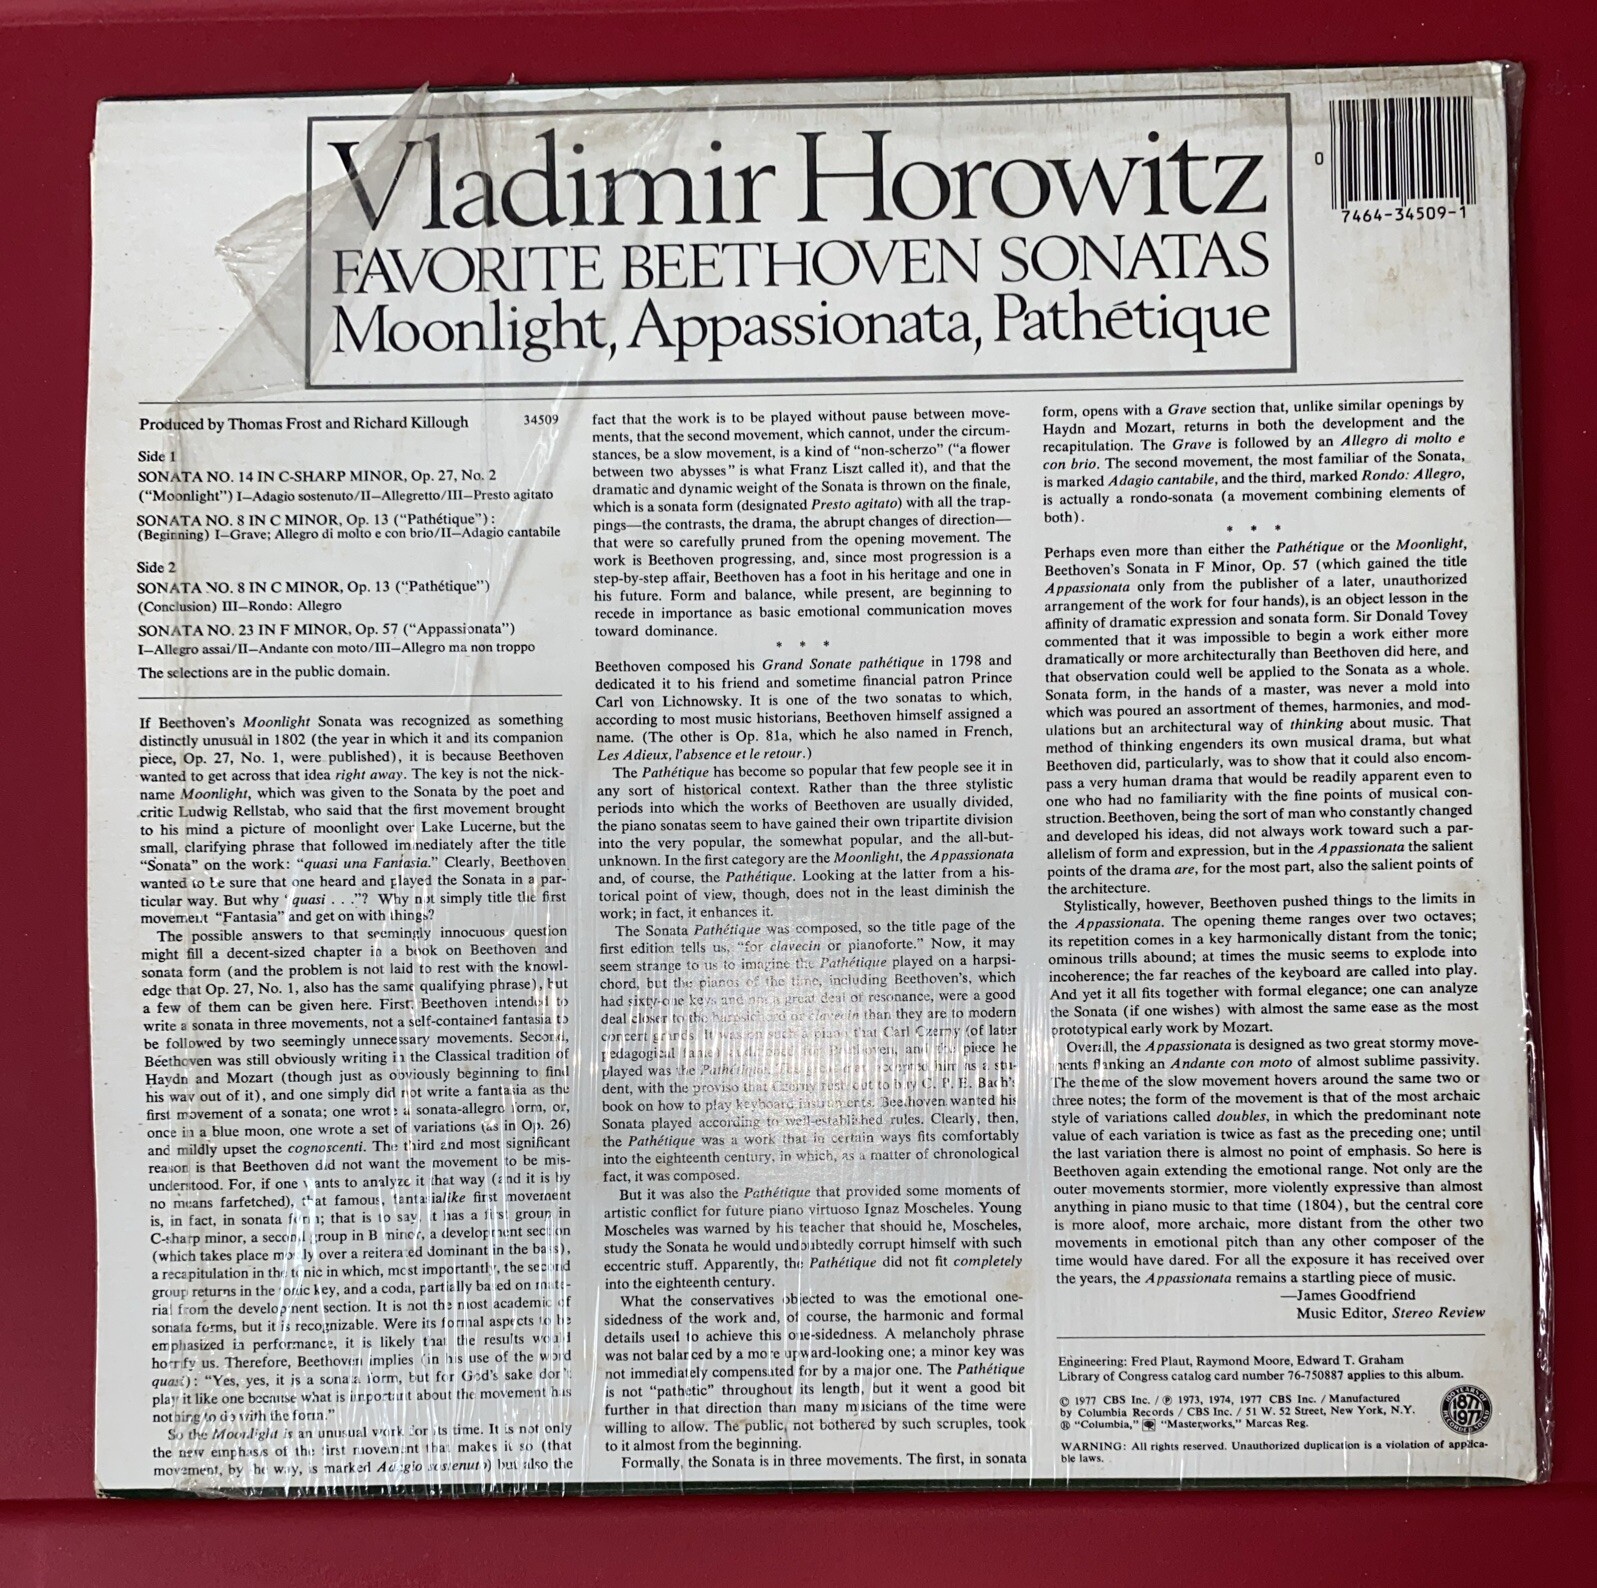 Vladimir Horowitz
FAVORITE BEETHOVEN SONATAS
Moonlight, Appassionata, Pathétique
0
7464-34509-1
Produced by Thomas Frost and Richard Killough 34509
Side 1
SONATA NO. 14 IN C-SHARP MINOR, Op. 27, No. 2
("Moonlight") I—Adagio sostenuto/II—Allegretto/III—Presto agitato
SONATA NO. 8 IN C MINOR, Op. 13 ("Pathétique"):
(Beginning) I—Grave; Allegro di molto e con brio/II—Adagio cantabile
Side 2
SONATA NO. 8 IN C MINOR, Op. 13 ("Pathétique")
(Conclusion) III—Rondo: Allegro
SONATA NO. 23 IN F MINOR, Op. 57 ("Appassionata")
I—Allegro assai/II—Andante con moto/III—Allegro ma non troppo
The selections are in the public domain.
If Beethoven's Moonlight Sonata was recognized as something
distinctly unusual in 1802 (the year in which it and its companion
piece, Op. 27, No. 1, were published), it is because Beethoven
wanted to get across that idea right away. The key is not the nick-
name Moonlight, which was given to the Sonata by the poet and
critic Ludwig Rellstab, who said that the first movement brought
to his mind a picture of moonlight over Lake Lucerne, but the
small, clarifying phrase that followed immediately after the title
"Sonata" on the work: "quasi una Fantasia." Clearly, Beethoven
wanted to be sure that one heard and played the Sonata in a par-
ticular way. But why "quasi . . ."? Why not simply title the first
movement "Fantasia" and get on with things?
The possible answers to that seemingly innocuous question
might fill a decent-sized chapter in a book on Beethoven and
sonata form (and the problem is not laid to rest with the knowl-
edge that Op. 27, No. 1, also has the same qualifying phrase), but
a few of them can be given here. First, Beethoven intended to
write a sonata in three movements, not a self-contained fantasia to
be followed by two seemingly unnecessary movements. Second,
Beethoven was still obviously writing in the Classical tradition of
Haydn and Mozart (though just as obviously beginning to find
his way out of it), and one simply did not write a fantasia as the
first movement of a sonata; one wrote a sonata-allegro form, or,
once in a blue moon, one wrote a set of variations (as in Op. 26)
and mildly upset the cognoscenti. The third and most significant
reason is that Beethoven did not want the movement to be mis-
understood. For, if one wants to analyze it that way (and it is by
no means farfetched), that famous, fantasialike first movement
is, in fact, in sonata form; that is to say, it has a first group in
C-sharp minor, a second group in B minor, a development section
(which takes place mostly over a reiterated dominant in the bass),
a recapitulation in the tonic in which, most importantly, the second
group returns in the tonic key, and a coda, partially based on mate-
rial from the development section. It is not the most academic of
sonata forms, but it is recognizable. Were its formal aspects to be
emphasized in performance, it is likely that the results would
horrify us. Therefore, Beethoven implies (in his use of the word
quasi): "Yes, yes, it is a sonata form, but for God's sake don't
play it like one because what is important about the movement has
nothing to do with the form."
So the Moonlight is an unusual work for its time. It is not only
the new emphasis of the first movement that makes it so (that
movement, by the way, is marked Adagio sostenuto) but also the
fact that the work is to be played without pause between move-
ments, that the second movement, which cannot, under the circum-
stances, be a slow movement, is a kind of "non-scherzo" ("a flower
between two abysses" is what Franz Liszt called it), and that the
dramatic and dynamic weight of the Sonata is thrown on the finale,
which is a sonata form (designated Presto agitato) with all the trap-
pings—the contrasts, the drama, the abrupt changes of direction—
that were so carefully pruned from the opening movement. The
work is Beethoven progressing, and, since most progression is a
step-by-step affair, Beethoven has a foot in his heritage and one in
his future. Form and balance, while present, are beginning to
recede in importance as basic emotional communication moves
toward dominance.
* * *
Beethoven composed his Grand Sonate pathétique in 1798 and
dedicated it to his friend and sometime financial patron Prince
Carl von Lichnowsky. It is one of the two sonatas to which,
according to most music historians, Beethoven himself assigned a
name. (The other is Op. 81a, which he also named in French,
Les Adieux, l'absence et le retour.)
The Pathétique has become so popular that few people see it in
any sort of historical context. Rather than the three stylistic
periods into which the works of Beethoven are usually divided,
the piano sonatas seem to have gained their own tripartite division
into the very popular, the somewhat popular, and the all-but-
unknown. In the first category are the Moonlight, the Appassionata
and, of course, the Pathétique. Looking at the latter from a his-
torical point of view, though, does not in the least diminish the
work; in fact, it enhances it.
The Sonata Pathétique was composed, so the title page of the
first edition tells us, "for clavecin or pianoforte." Now, it may
seem strange to us to imagine the Pathétique played on a harpsi-
chord, but the pianos of the time, including Beethoven's, which
had sixty-one keys and not a great deal of resonance, were a good
deal closer to the harpsichord or clavecin than they are to modern
concert grands. It was on such a piano that Carl Czerny (of later
pedagogical fame) auditioned for Beethoven, and the piece he
played was the Pathétique. The great man accepted him as a stu-
dent, with the proviso that Czerny rush out to buy C. P. E. Bach's
book on how to play keyboard instruments. Beethoven wanted his
Sonata played according to well-established rules. Clearly, then,
the Pathétique was a work that in certain ways fits comfortably
into the eighteenth century, in which, as a matter of chronological
fact, it was composed.
But it was also the Pathétique that provided some moments of
artistic conflict for future piano virtuoso Ignaz Moscheles. Young
Moscheles was warned by his teacher that should he, Moscheles,
study the Sonata he would undoubtedly corrupt himself with such
eccentric stuff. Apparently, the Pathétique did not fit completely
into the eighteenth century.
What the conservatives objected to was the emotional one-
sidedness of the work and, of course, the harmonic and formal
details used to achieve this one-sidedness. A melancholy phrase
was not balanced by a more upward-looking one; a minor key was
not immediately compensated for by a major one. The Pathétique
is not "pathetic" throughout its length, but it went a good bit
further in that direction than many musicians of the time were
willing to allow. The public, not bothered by such scruples, took
to it almost from the beginning.
Formally, the Sonata is in three movements. The first, in sonata
form, opens with a Grave section that, unlike similar openings by
Haydn and Mozart, returns in both the development and the
recapitulation. The Grave is followed by an Allegro di molto e
con brio. The second movement, the most familiar of the Sonata,
is marked Adagio cantabile, and the third, marked Rondo: Allegro,
is actually a rondo-sonata (a movement combining elements of
both).
* * *
Perhaps even more than either the Pathétique or the Moonlight,
Beethoven's Sonata in F Minor, Op. 57 (which gained the title
Appassionata only from the publisher of a later, unauthorized
arrangement of the work for four hands), is an object lesson in the
affinity of dramatic expression and sonata form. Sir Donald Tovey
commented that it was impossible to begin a work either more
dramatically or more architecturally than Beethoven did here, and
that observation could well be applied to the Sonata as a whole.
Sonata form, in the hands of a master, was never a mold into
which was poured an assortment of themes, harmonies, and mod-
ulations but an architectural way of thinking about music. That
method of thinking engenders its own musical drama, but what
Beethoven did, particularly, was to show that it could also encom-
pass a very human drama that would be readily apparent even to
one who had no familiarity with the fine points of musical con-
struction. Beethoven, being the sort of man who constantly changed
and developed his ideas, did not always work toward such a par-
allelism of form and expression, but in the Appassionata the salient
points of the drama are, for the most part, also the salient points of
the architecture.
Stylistically, however, Beethoven pushed things to the limits in
the Appassionata. The opening theme ranges over two octaves;
its repetition comes in a key harmonically distant from the tonic;
ominous trills abound; at times the music seems to explode into
incoherence; the far reaches of the keyboard are called into play.
And yet it all fits together with formal elegance; one can analyze
the Sonata (if one wishes) with almost the same ease as the most
prototypical early work by Mozart.
Overall, the Appassionata is designed as two great stormy move-
ments flanking an Andante con moto of almost sublime passivity.
The theme of the slow movement hovers around the same two or
three notes; the form of the movement is that of the most archaic
style of variations called doubles, in which the predominant note
value of each variation is twice as fast as the preceding one; until
the last variation there is almost no point of emphasis. So here is
Beethoven again extending the emotional range. Not only are the
outer movements stormier, more violently expressive than almost
anything in piano music to that time (1804), but the central core
is more aloof, more archaic, more distant from the other two
movements in emotional pitch than any other composer of the
time would have dared. For all the exposure it has received over
the years, the Appassionata remains a startling piece of music.
—James Goodfriend
Music Editor, Stereo Review
Engineering: Fred Plaut, Raymond Moore, Edward T. Graham
Library of Congress catalog card number 76-750887 applies to this album.
© 1977 CBS Inc. / ℗ 1973, 1974, 1977 CBS Inc. / Manufactured
by Columbia Records / CBS Inc. / 51 W. 52 Street, New York, N.Y.
® "Columbia," "Masterworks," Marcas Reg.
1877
1977
WARNING: All rights reserved. Unauthorized duplication is a violation of applica-
ble laws.